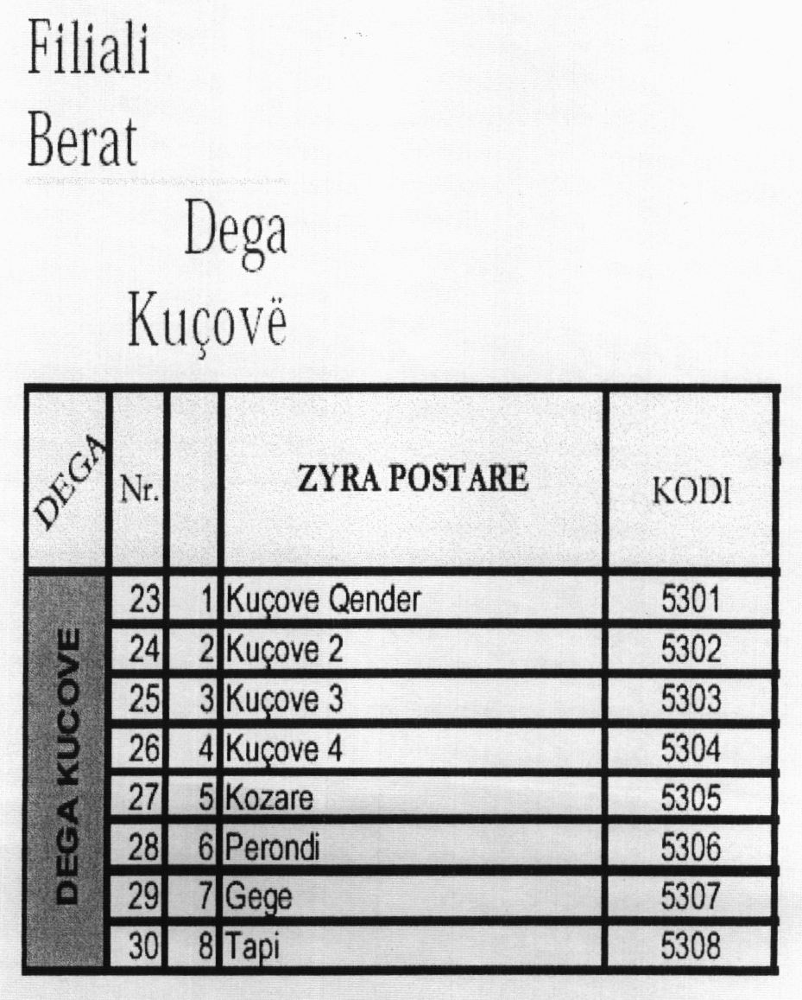 Filiali
Berat
Dega
Kuçovë
DEGA Nr. ZYRA POSTARE KODI
DEGA KUCOVE
23 1 Kuçove Qender 5301
24 2 Kuçove 2 5302
25 3 Kuçove 3 5303
26 4 Kuçove 4 5304
27 5 Kozare 5305
28 6 Perondi 5306
29 7 Gege 5307
30 8 Tapi 5308